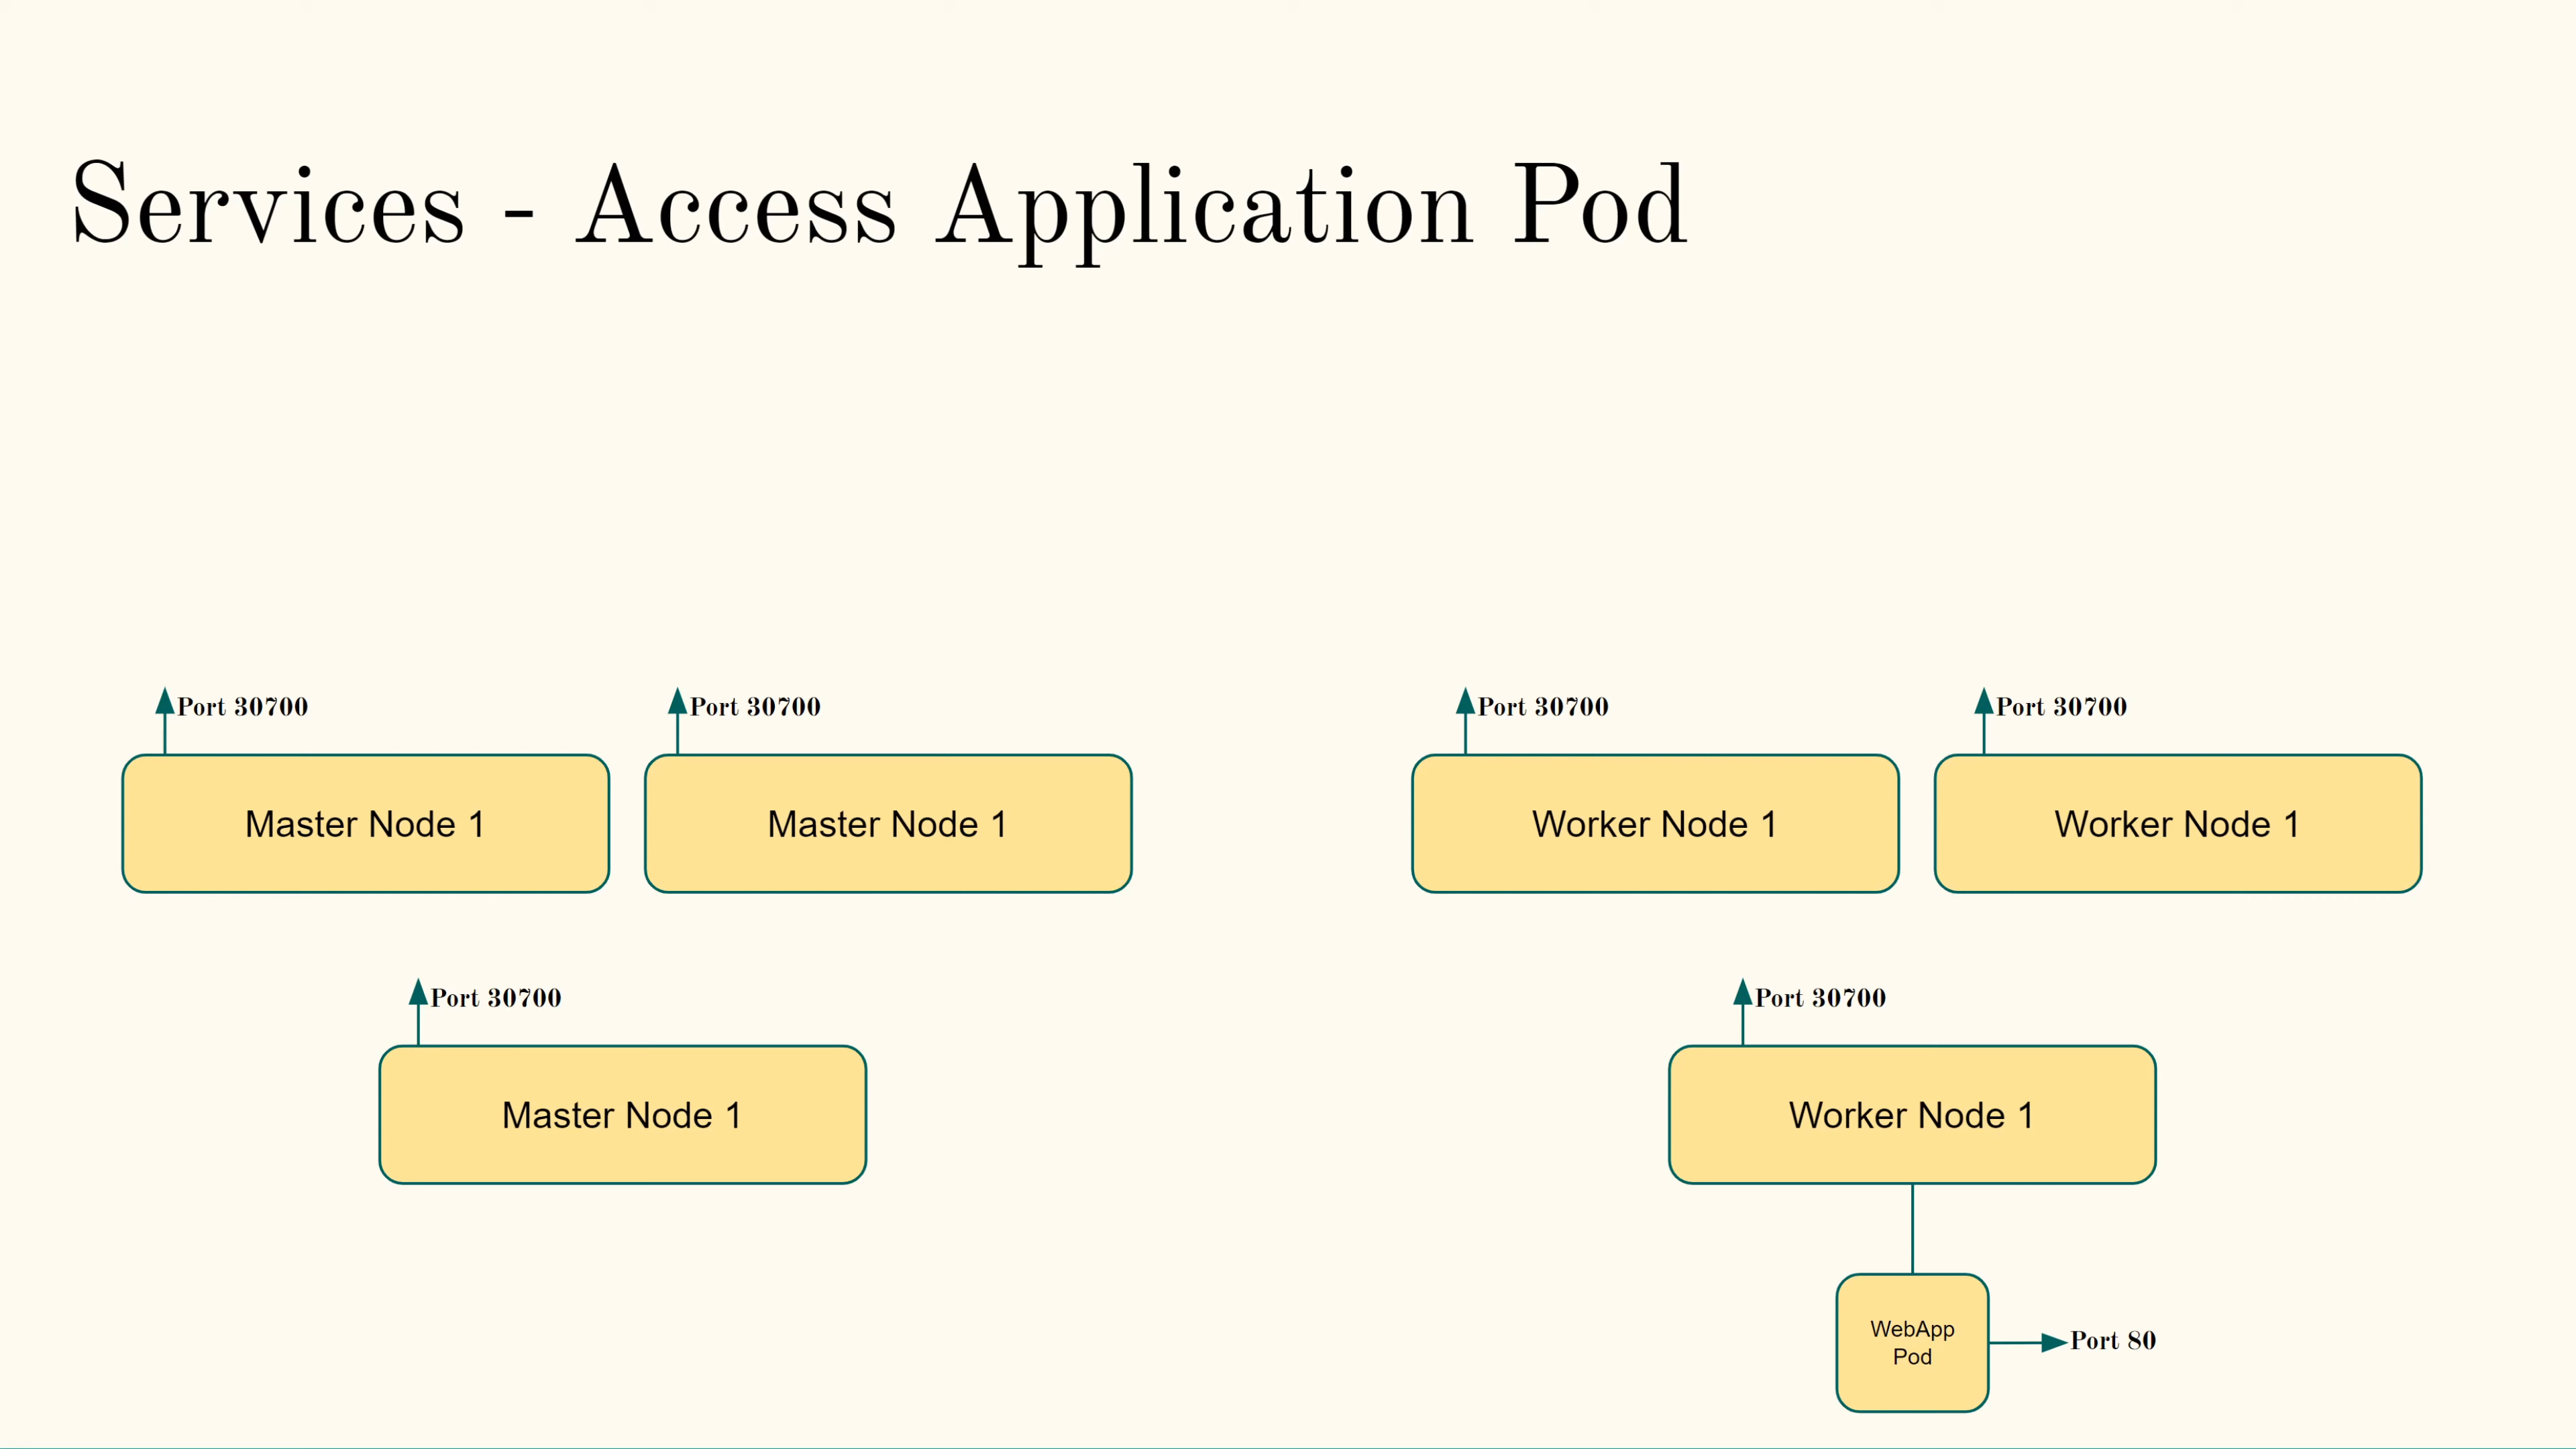 Services - Access Application Pod
Port 30700
Port 30700
Port 30700
Port 30700
Master Node 1
Master Node 1
Worker Node 1
Worker Node 1
Port 30700
Port 30700
Master Node 1
Worker Node 1
WebApp
Pod
Port 80